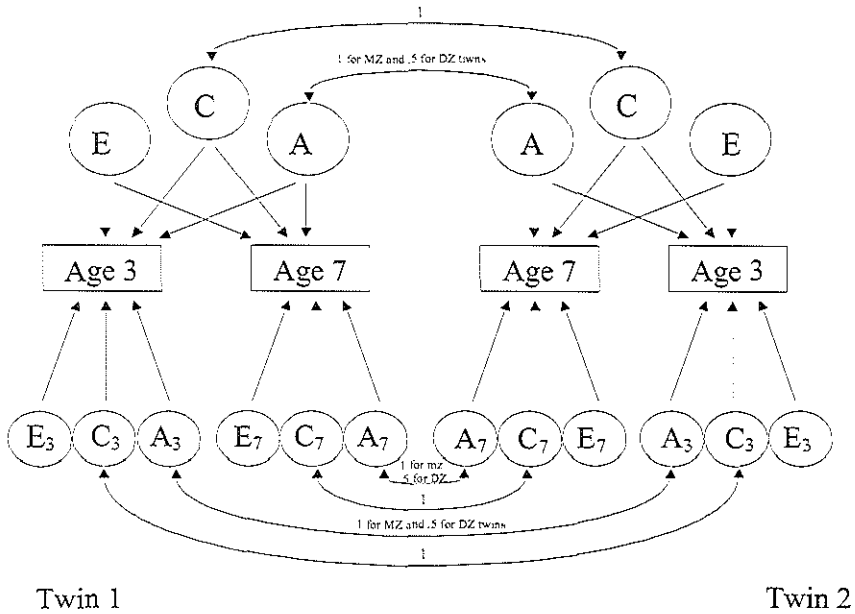 1
1 for MZ and .5 for DZ twns
C C
E A A E
Age 3 Age 7 Age 7 Age 3
E3 C3 A3 E7 C7 A7 A7 C7 E7 A3 C3 E3
1 for mz
.5 for DZ
1
1 for MZ and .5 for DZ twins
1
Twin 1 Twin 2